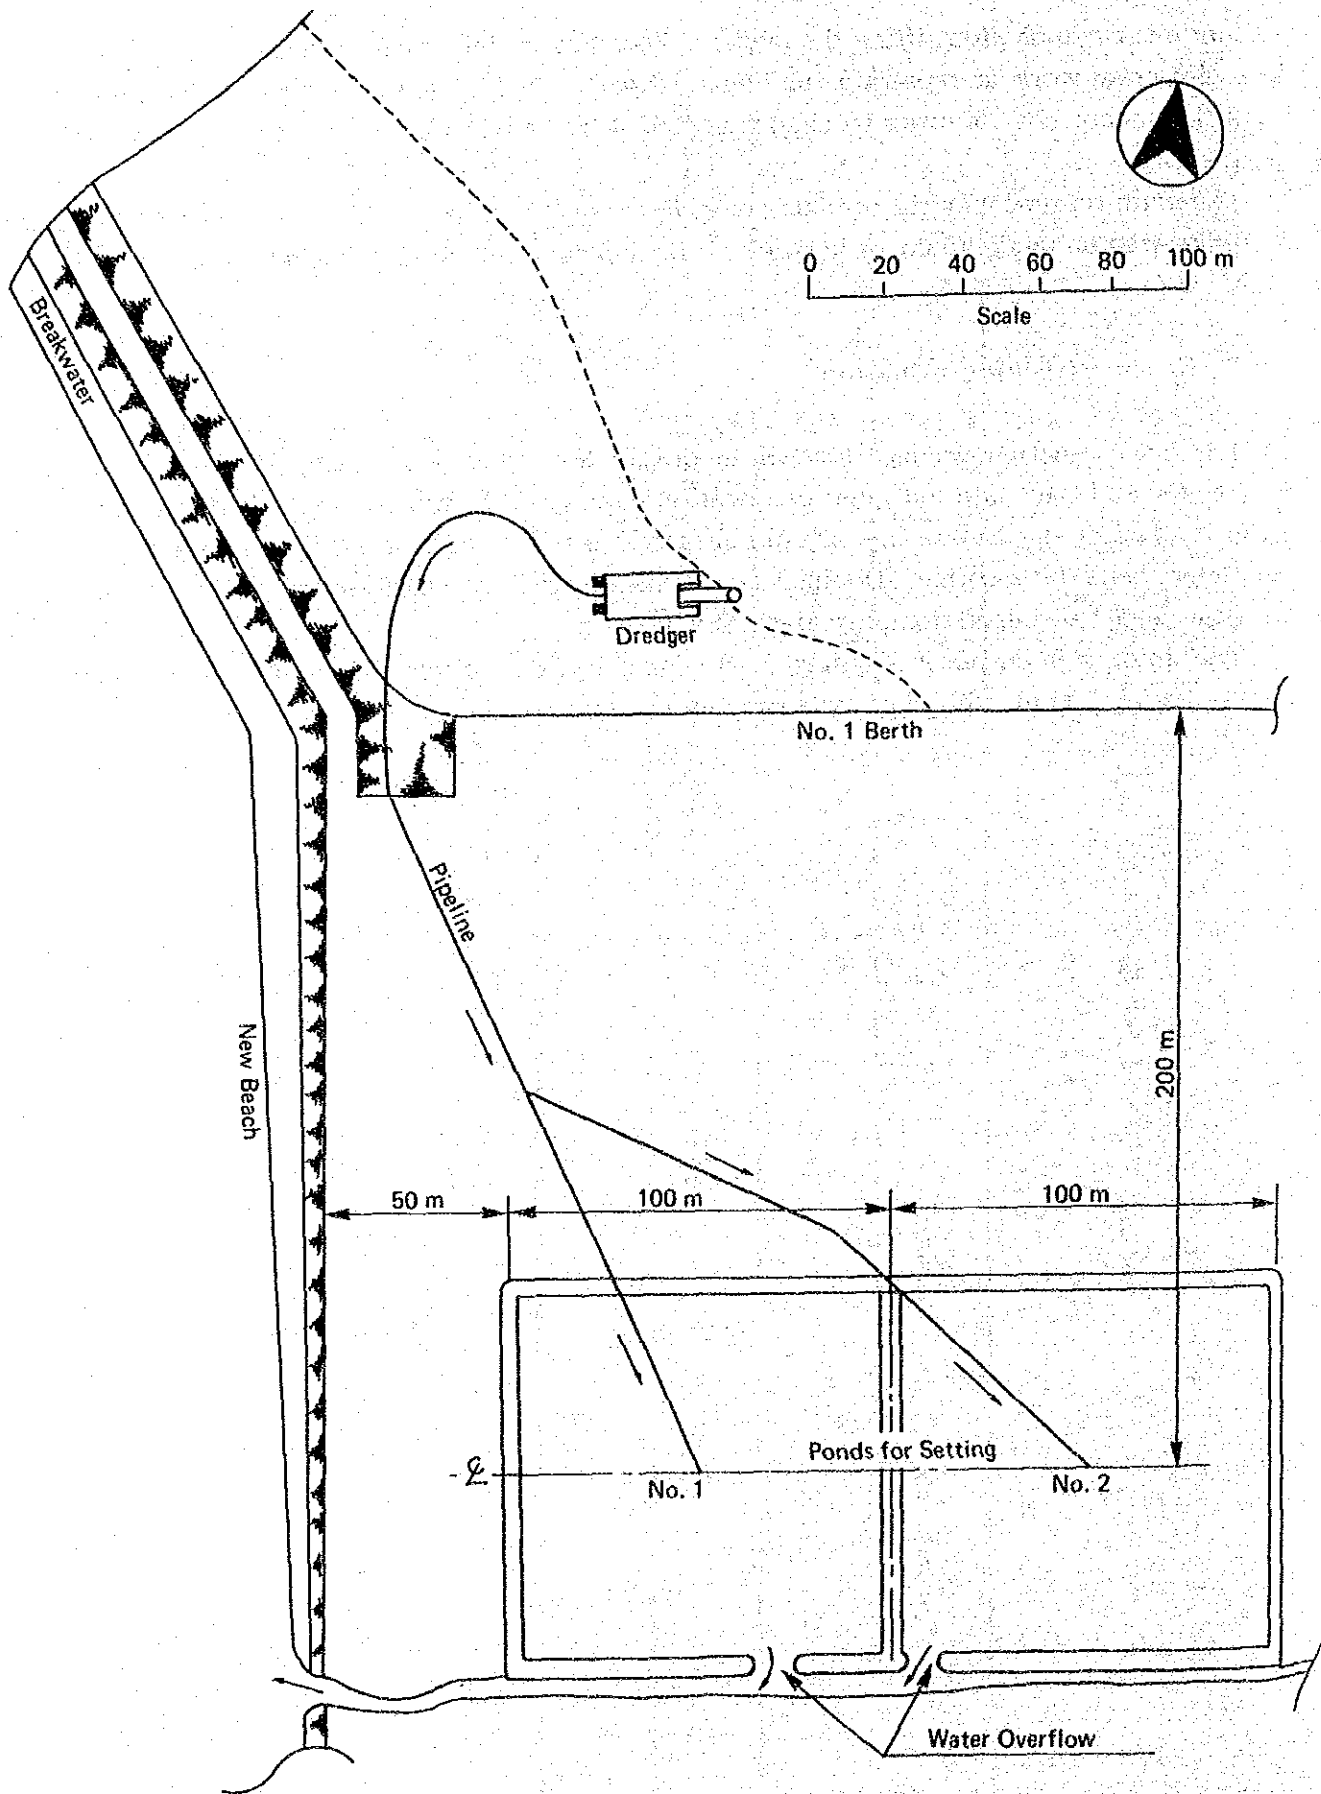 0 20 40 60 80 100 m
Scale
Breakwater
Dredger
No. 1 Berth
Pipeline
New Beach
200 m
50 m 100 m 100 m
Ponds for Setting
℄
No. 1 No. 2
Water Overflow